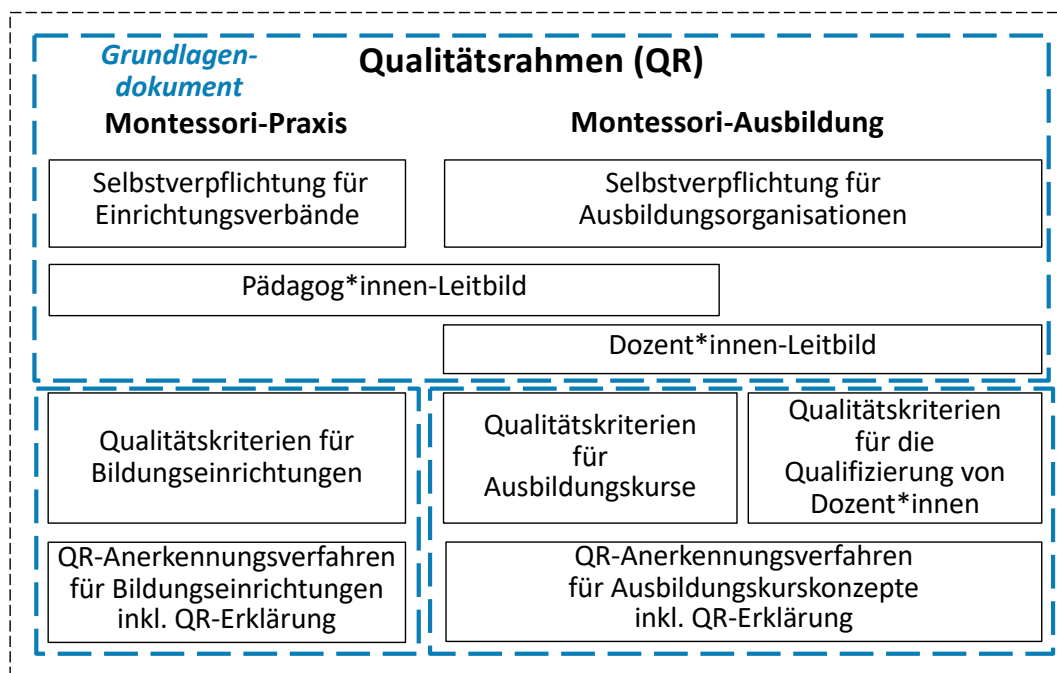 Grundlagen-
dokument
Qualitätsrahmen (QR)
Montessori-Praxis
Montessori-Ausbildung
Selbstverpflichtung für
Einrichtungsverbände
Selbstverpflichtung für
Ausbildungsorganisationen
Pädagog*innen-Leitbild
Dozent*innen-Leitbild
Qualitätskriterien für
Bildungseinrichtungen
Qualitätskriterien
für
Ausbildungskurse
Qualitätskriterien
für die
Qualifizierung von
Dozent*innen
QR-Anerkennungsverfahren
für Bildungseinrichtungen
inkl. QR-Erklärung
QR-Anerkennungsverfahren
für Ausbildungskurskonzepte
inkl. QR-Erklärung